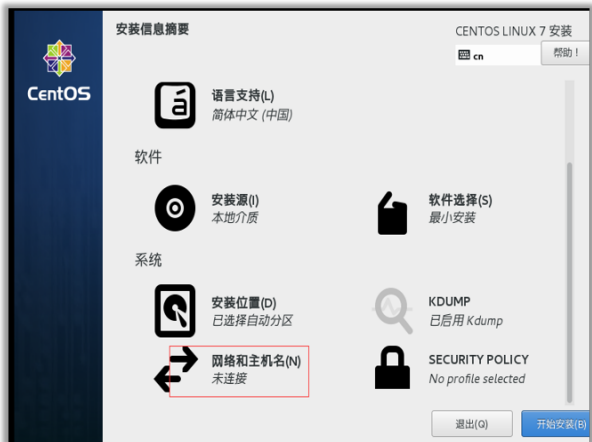 安装信息摘要
CENTOS LINUX 7 安装
cn
帮助！
CentOS
语言支持(L)
简体中文 (中国)
软件
安装源(I)
本地介质
软件选择(S)
最小安装
系统
安装位置(D)
已选择自动分区
KDUMP
已启用 Kdump
网络和主机名(N)
未连接
SECURITY POLICY
No profile selected
退出(Q)
开始安装(B)